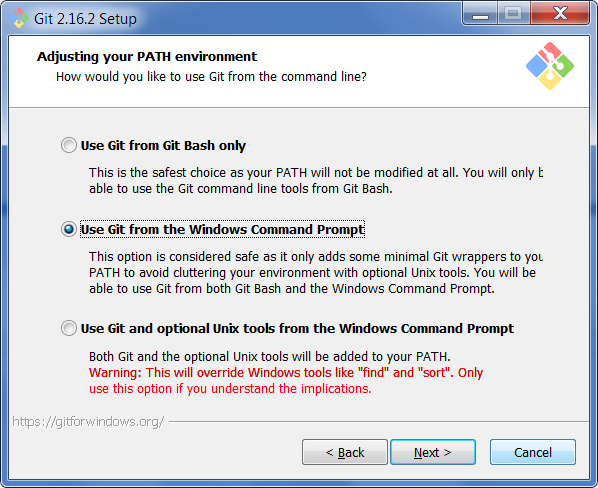 Git 2.16.2 Setup
Adjusting your PATH environment
How would you like to use Git from the command line?
Use Git from Git Bash only
This is the safest choice as your PATH will not be modified at all. You will only b
able to use the Git command line tools from Git Bash.
Use Git from the Windows Command Prompt
This option is considered safe as it only adds some minimal Git wrappers to you
PATH to avoid cluttering your environment with optional Unix tools. You will be
able to use Git from both Git Bash and the Windows Command Prompt.
Use Git and optional Unix tools from the Windows Command Prompt
Both Git and the optional Unix tools will be added to your PATH.
Warning: This will override Windows tools like "find" and "sort". Only
use this option if you understand the implications.
https://gitforwindows.org/
< Back Next > Cancel